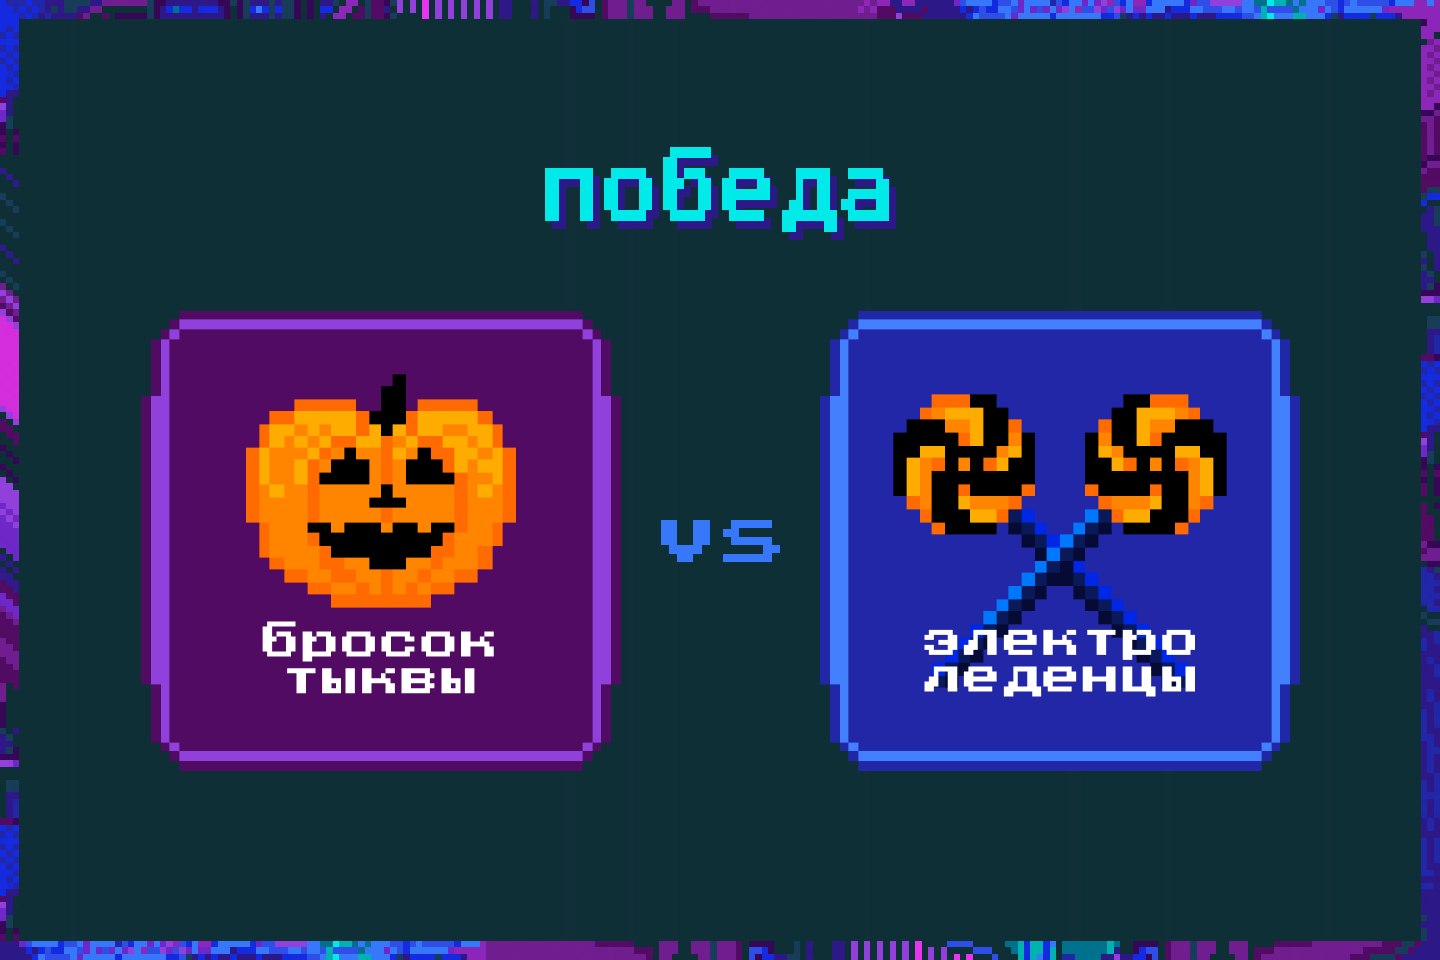 победа
бросок
тыквы
vs
электро
леденцы